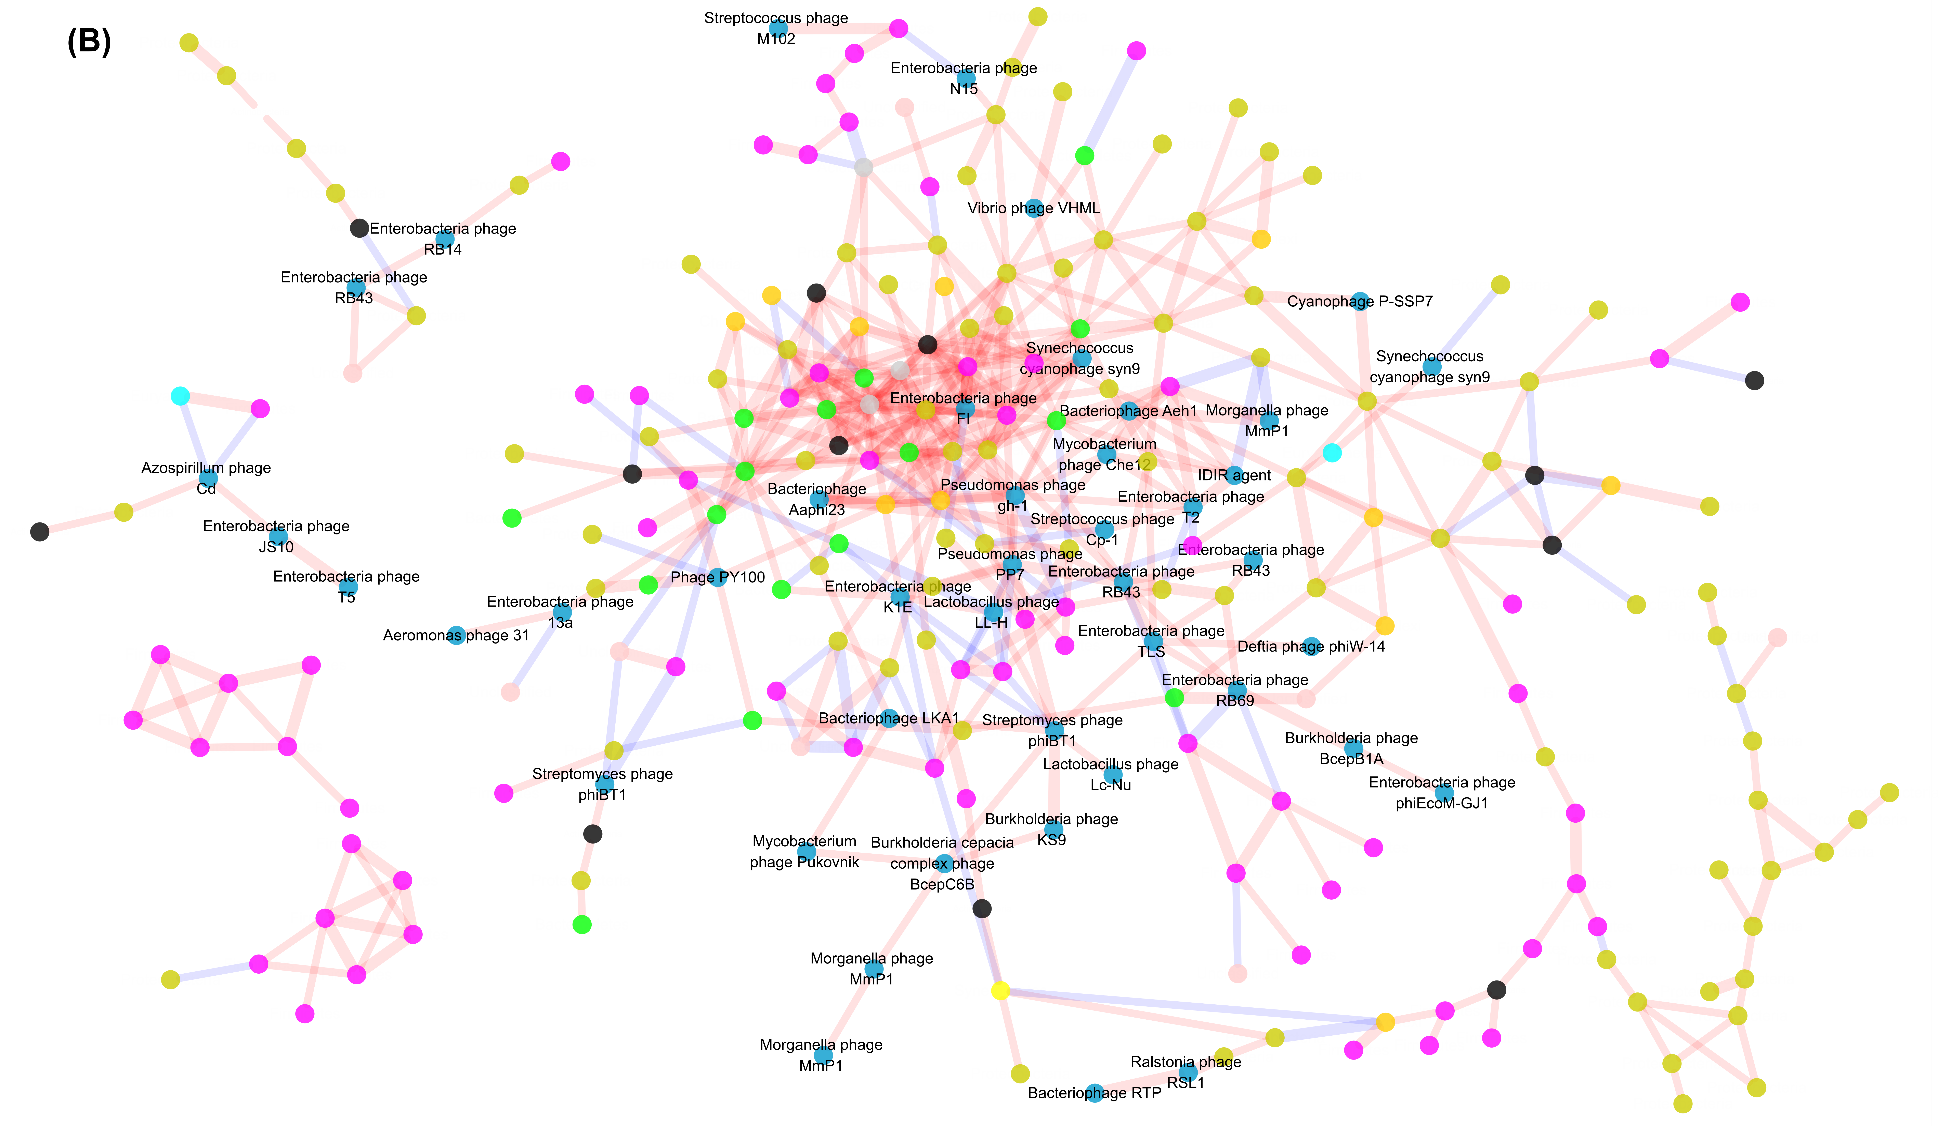 (B)
Streptococcus phage
M102
Enterobacteria phage
N15
Vibrio phage VHML
Enterobacteria phage
RB14
Enterobacteria phage
RB43
Cyanophage P-SSP7
Synechococcus
cyanophage syn9
Synechococcus
cyanophage syn9
Enterobacteria phage
FI
Bacteriophage Aeh1
Morganella phage
MmP1
Mycobacterium
phage Che12
IDIR agent
Azospirillum phage
Cd
Bacteriophage
Aaphi23
Pseudomonas phage
gh-1
Enterobacteria phage
T2
Streptococcus phage
Cp-1
Enterobacteria phage
JS10
Pseudomonas phage
PP7
Enterobacteria phage
RB43
Enterobacteria phage
RB43
Enterobacteria phage
T5
Phage PY100
Enterobacteria phage
K1E
Lactobacillus phage
LL-H
Enterobacteria phage
13a
Aeromonas phage 31
Enterobacteria phage
TLS
Deftia phage phiW-14
Enterobacteria phage
RB69
Bacteriophage LKA1
Streptomyces phage
phiBT1
Burkholderia phage
BcepB1A
Streptomyces phage
phiBT1
Lactobacillus phage
Lc-Nu
Enterobacteria phage
phiEcoM-GJ1
Burkholderia phage
KS9
Mycobacterium
phage Pukovnik
Burkholderia cepacia
complex phage
BcepC6B
Morganella phage
MmP1
Morganella phage
MmP1
Ralstonia phage
RSL1
Bacteriophage RTP